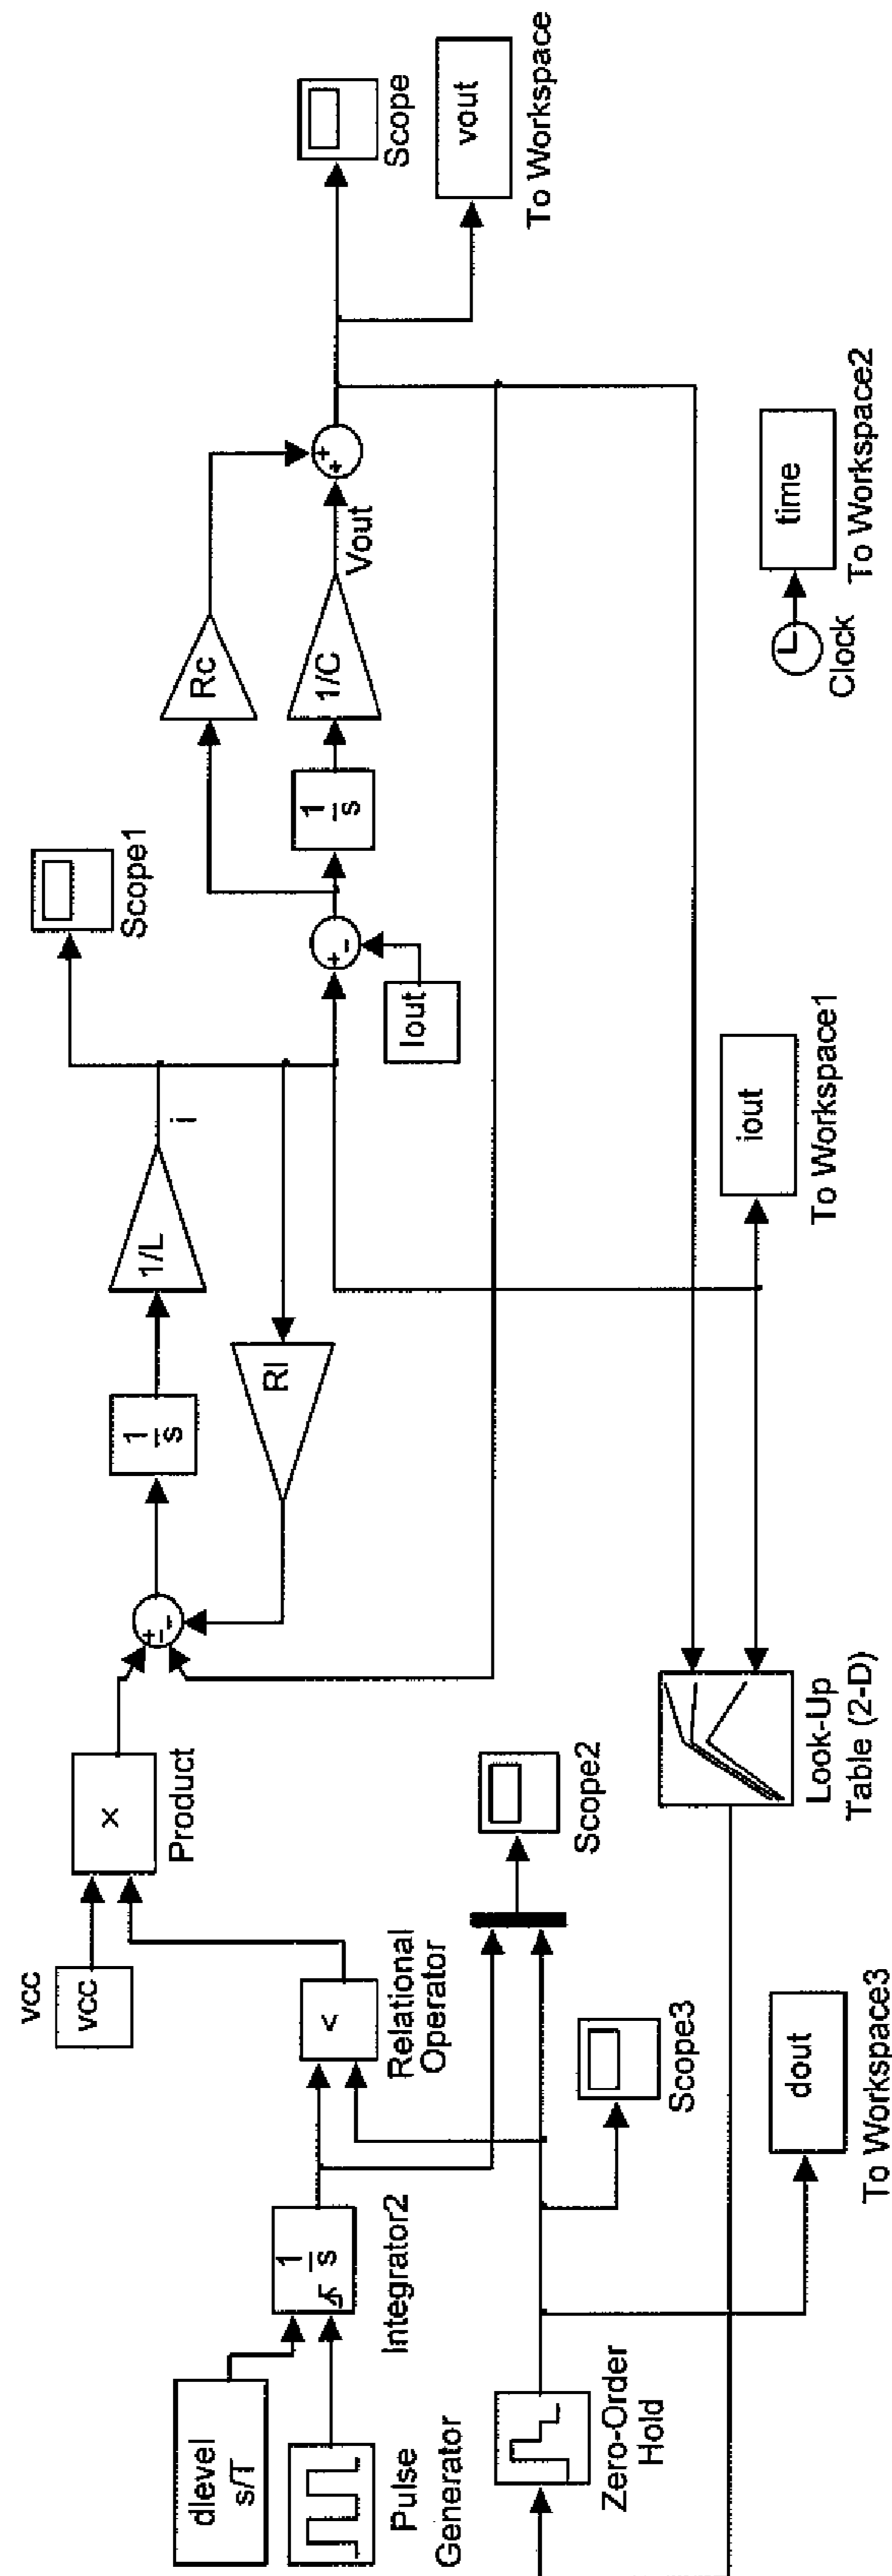 dlevel
s/T
Pulse
Generator
1
s
Integrator2
vcc
vcc
×
Product
<
Relational
Operator
+
-
-
1
s
1/L
i
Rl
Scope1
Iout
+
-
1
s
Rc
1/C
Vout
+
+
Scope
vout
To Workspace
Zero-Order
Hold
Scope3
Scope2
dout
To Workspace3
Look-Up
Table (2-D)
iout
To Workspace1
Clock
time
To Workspace2